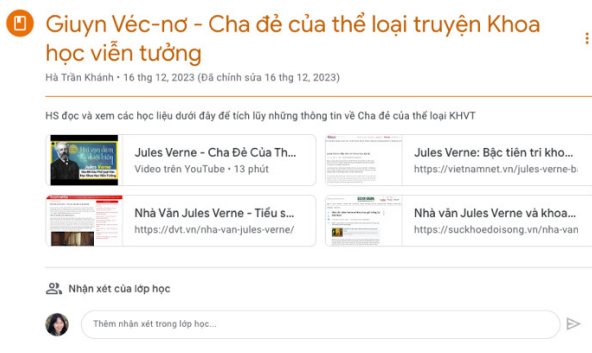 Giuyn Véc-nơ - Cha đẻ của thể loại truyện Khoa
học viễn tưởng
Hà Trần Khánh • 16 thg 12, 2023 (Đã chỉnh sửa 16 thg 12, 2023)
HS đọc và xem các học liệu dưới đây để tích lũy những thông tin về Cha đẻ của thể loại KHVT
Jules Verne - Cha Đẻ Của Th...
Video trên YouTube • 13 phút
Jules Verne: Bậc tiên tri kho...
https://vietnamnet.vn/jules-verne-b
Nhà Văn Jules Verne - Tiểu s...
https://dvt.vn/nha-van-jules-verne/
Nhà văn Jules Verne và khoa...
https://suckhoedoisong.vn/nha-van
Nhận xét của lớp học
Thêm nhận xét trong lớp học...